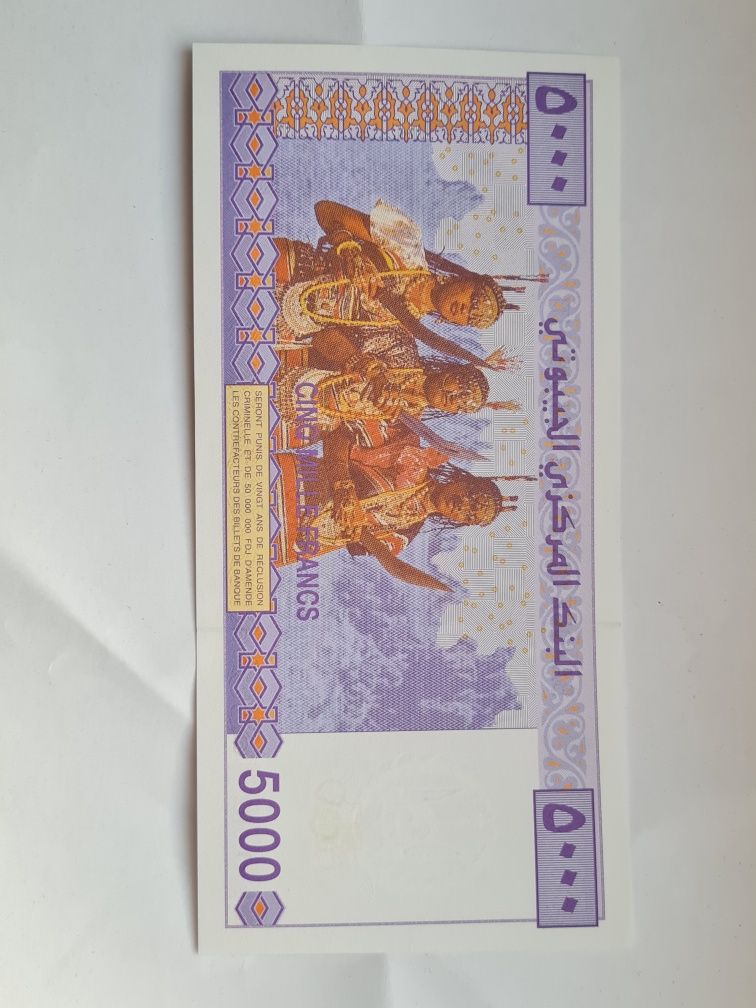 ٥٠٠٠
البنك المركزي الجيبوتي
٥٠٠٠
CINQ MILLE FRANCS
SERONT PUNIS DE VINGT ANS DE RÉCLUSION
CRIMINELLE ET DE 50 000 000 FDJ D'AMENDE
LES CONTREFACTEURS DES BILLETS DE BANQUE
5000